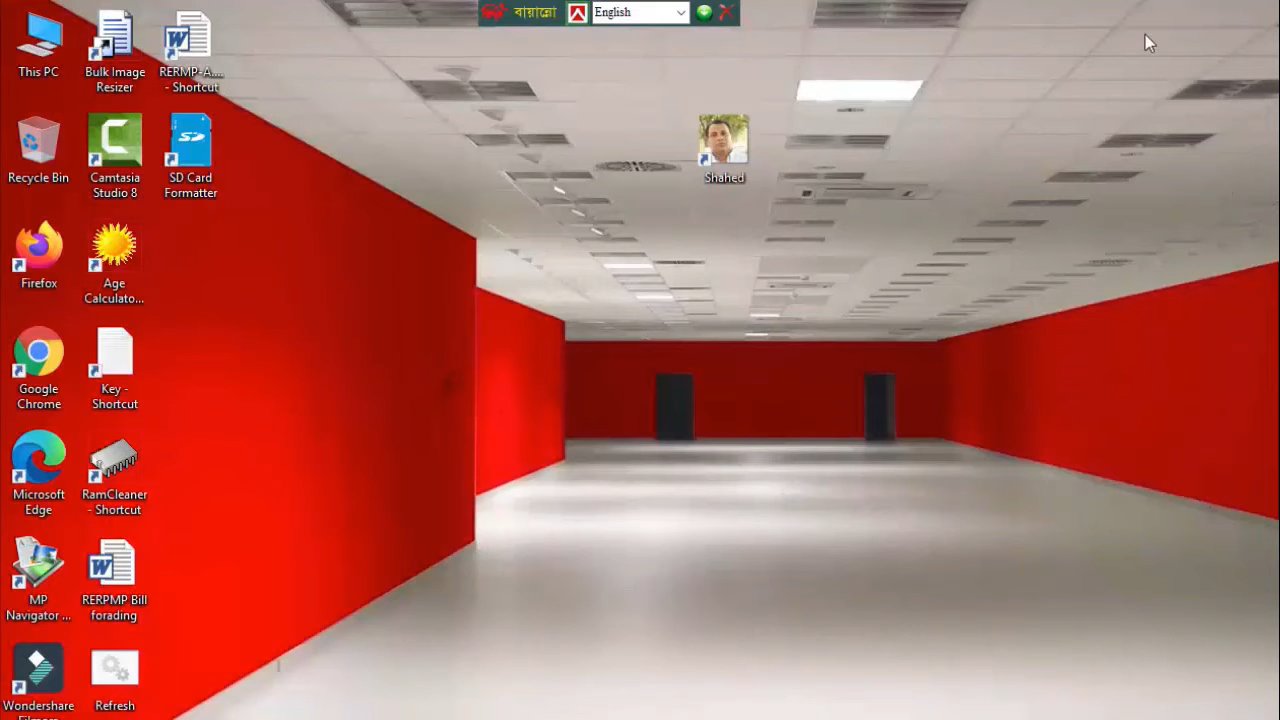 বায়ান্নো
English
This PC
Bulk Image
Resizer
RERMP-A....
- Shortcut
Recycle Bin
Camtasia
Studio 8
SD
SD Card
Formatter
Shahed
Firefox
Age
Calculato...
Google
Chrome
Key -
Shortcut
Microsoft
Edge
RamCleaner
- Shortcut
MP
Navigator ...
RERPMP Bill
forading
Wondershare
Refresh